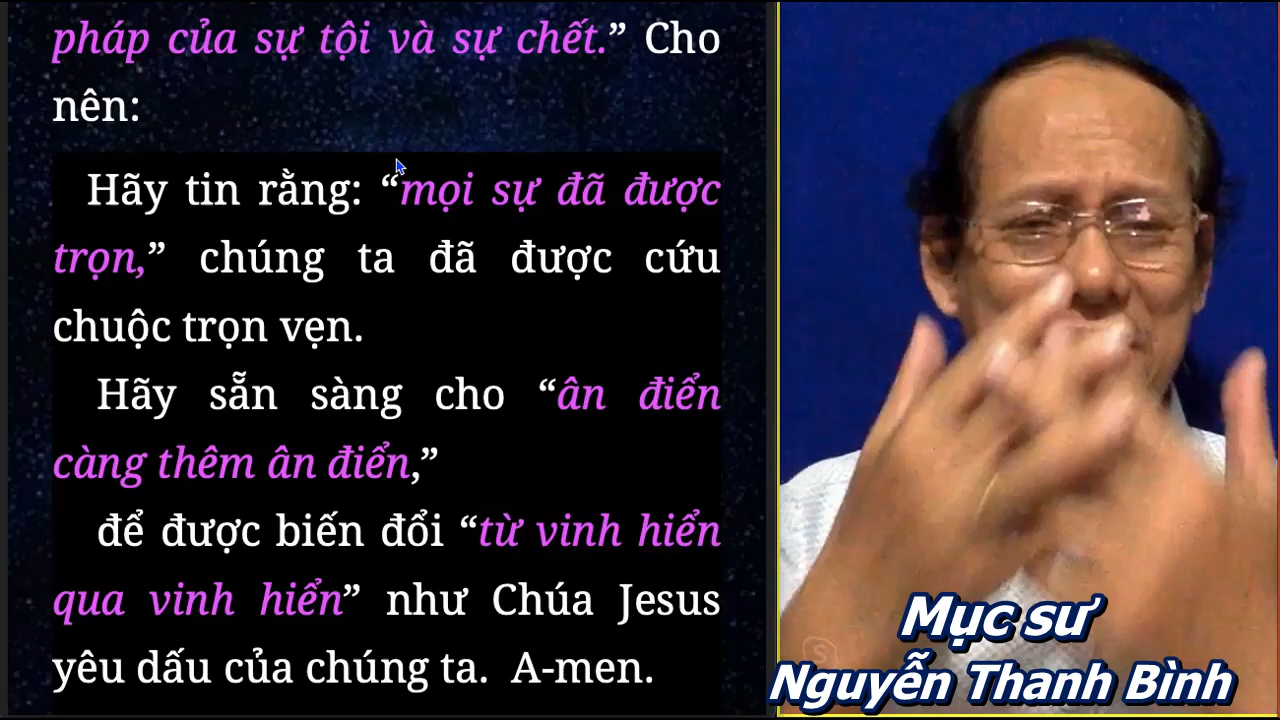 pháp của sự tội và sự chết.” Cho
nên:
Hãy tin rằng: “mọi sự đã được
trọn,” chúng ta đã được cứu
chuộc trọn vẹn.
Hãy sẵn sàng cho “ân điển
càng thêm ân điển,”
để được biến đổi “từ vinh hiển
qua vinh hiển” như Chúa Jesus
yêu dấu của chúng ta. A-men.
Mục sư
Nguyễn Thanh Bình